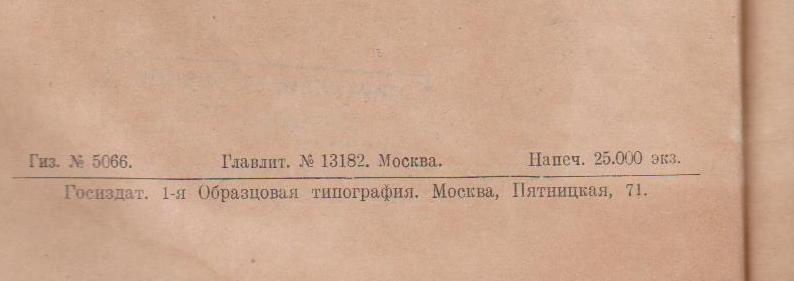 Гиз. № 5066. Главлит. № 13182. Москва. Напеч. 25.000 экз.
Госиздат. 1-я Образцовая типография. Москва, Пятницкая, 71.